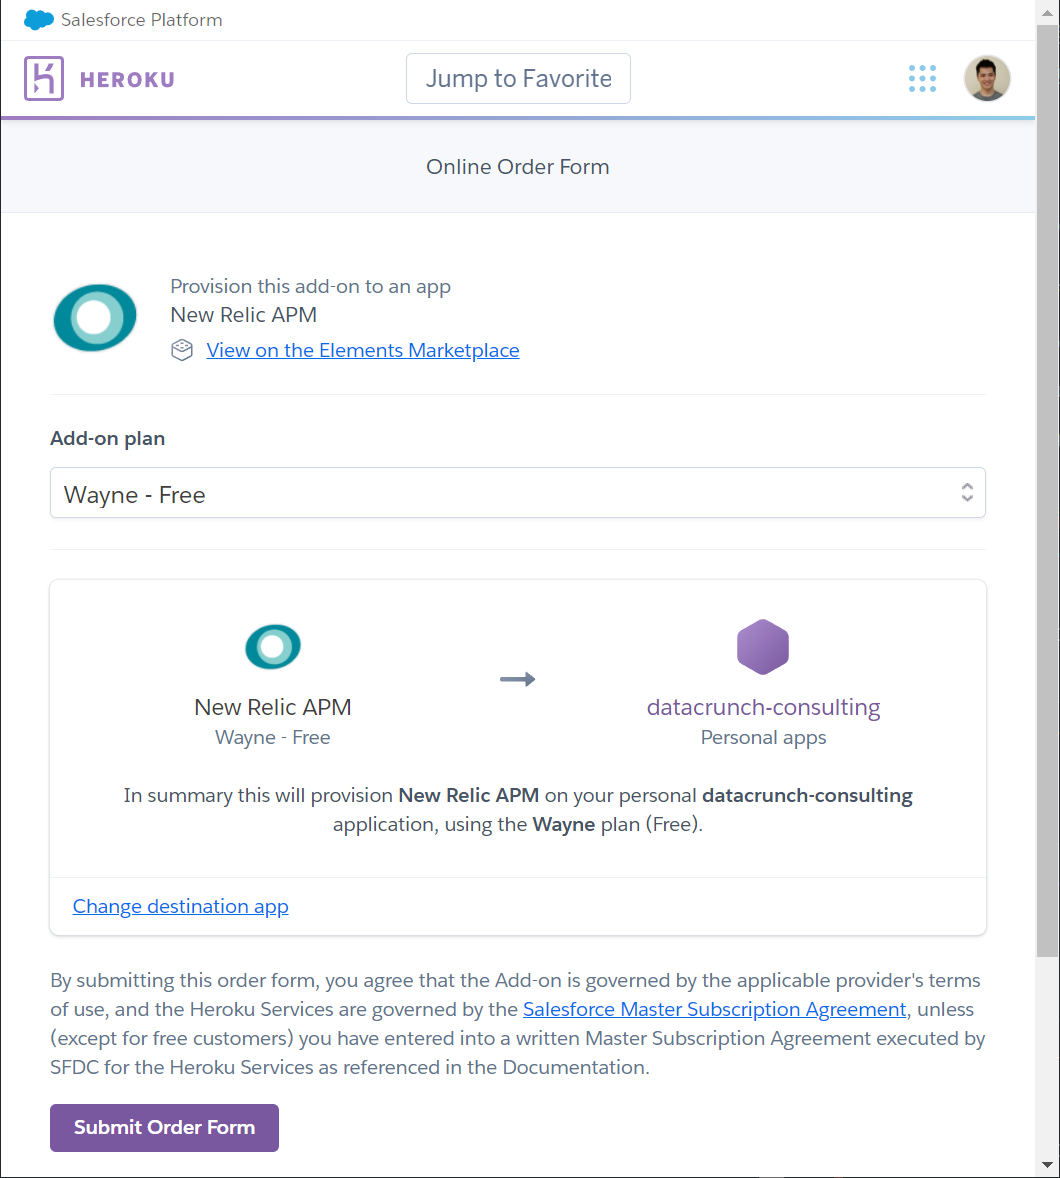 Salesforce Platform
HEROKU
Jump to Favorite
Online Order Form
Provision this add-on to an app
New Relic APM
View on the Elements Marketplace
Add-on plan
Wayne - Free
New Relic APM
Wayne - Free
datacrunch-consulting
Personal apps
In summary this will provision New Relic APM on your personal datacrunch-consulting
application, using the Wayne plan (Free).
Change destination app
By submitting this order form, you agree that the Add-on is governed by the applicable provider's terms
of use, and the Heroku Services are governed by the Salesforce Master Subscription Agreement, unless
(except for free customers) you have entered into a written Master Subscription Agreement executed by
SFDC for the Heroku Services as referenced in the Documentation.
Submit Order Form